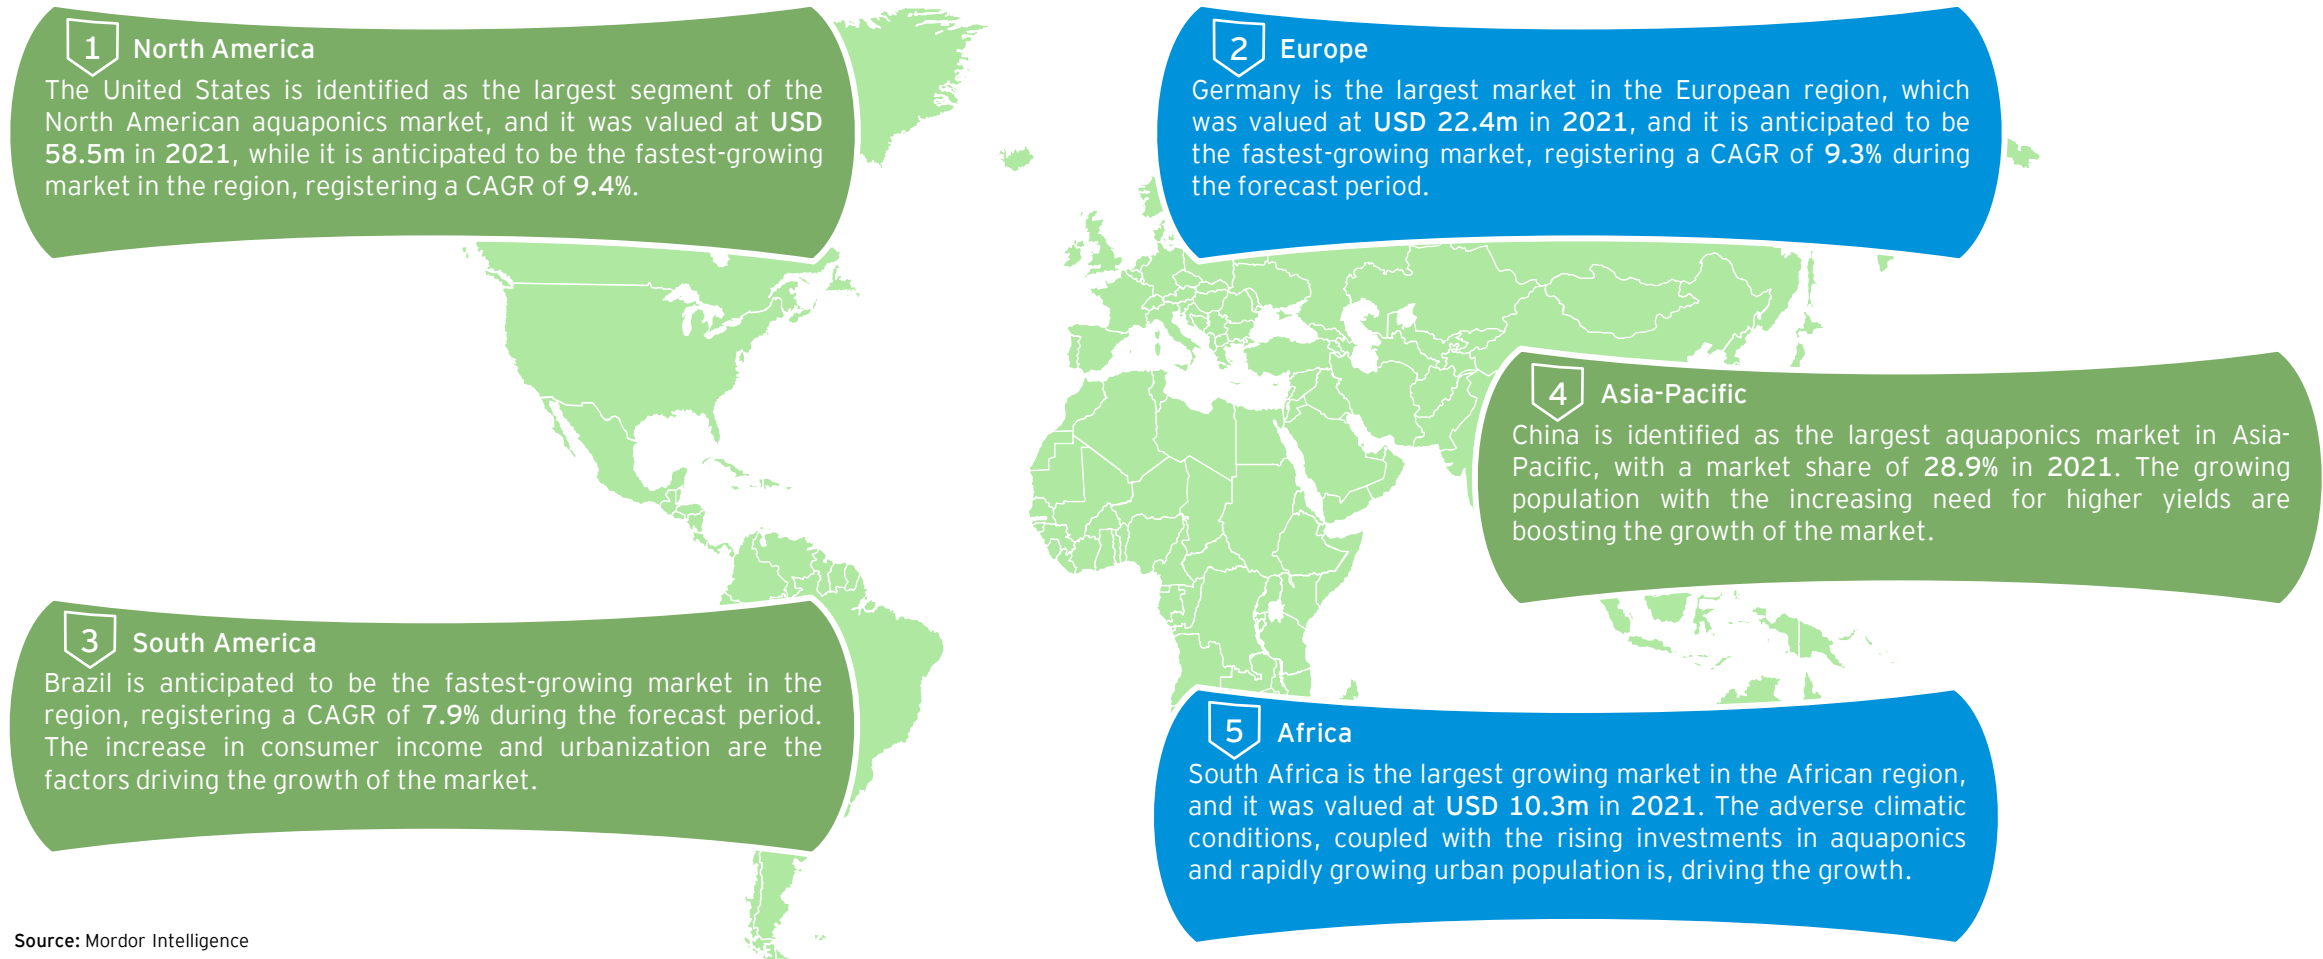 1 North America
The United States is identified as the largest segment of the
North American aquaponics market, and it was valued at USD
58.5m in 2021, while it is anticipated to be the fastest-growing
market in the region, registering a CAGR of 9.4%.
2 Europe
Germany is the largest market in the European region, which
was valued at USD 22.4m in 2021, and it is anticipated to be
the fastest-growing market, registering a CAGR of 9.3% during
the forecast period.
3 South America
Brazil is anticipated to be the fastest-growing market in the
region, registering a CAGR of 7.9% during the forecast period.
The increase in consumer income and urbanization are the
factors driving the growth of the market.
4 Asia-Pacific
China is identified as the largest aquaponics market in Asia-
Pacific, with a market share of 28.9% in 2021. The growing
population with the increasing need for higher yields are
boosting the growth of the market.
5 Africa
South Africa is the largest growing market in the African region,
and it was valued at USD 10.3m in 2021. The adverse climatic
conditions, coupled with the rising investments in aquaponics
and rapidly growing urban population is, driving the growth.
Source: Mordor Intelligence